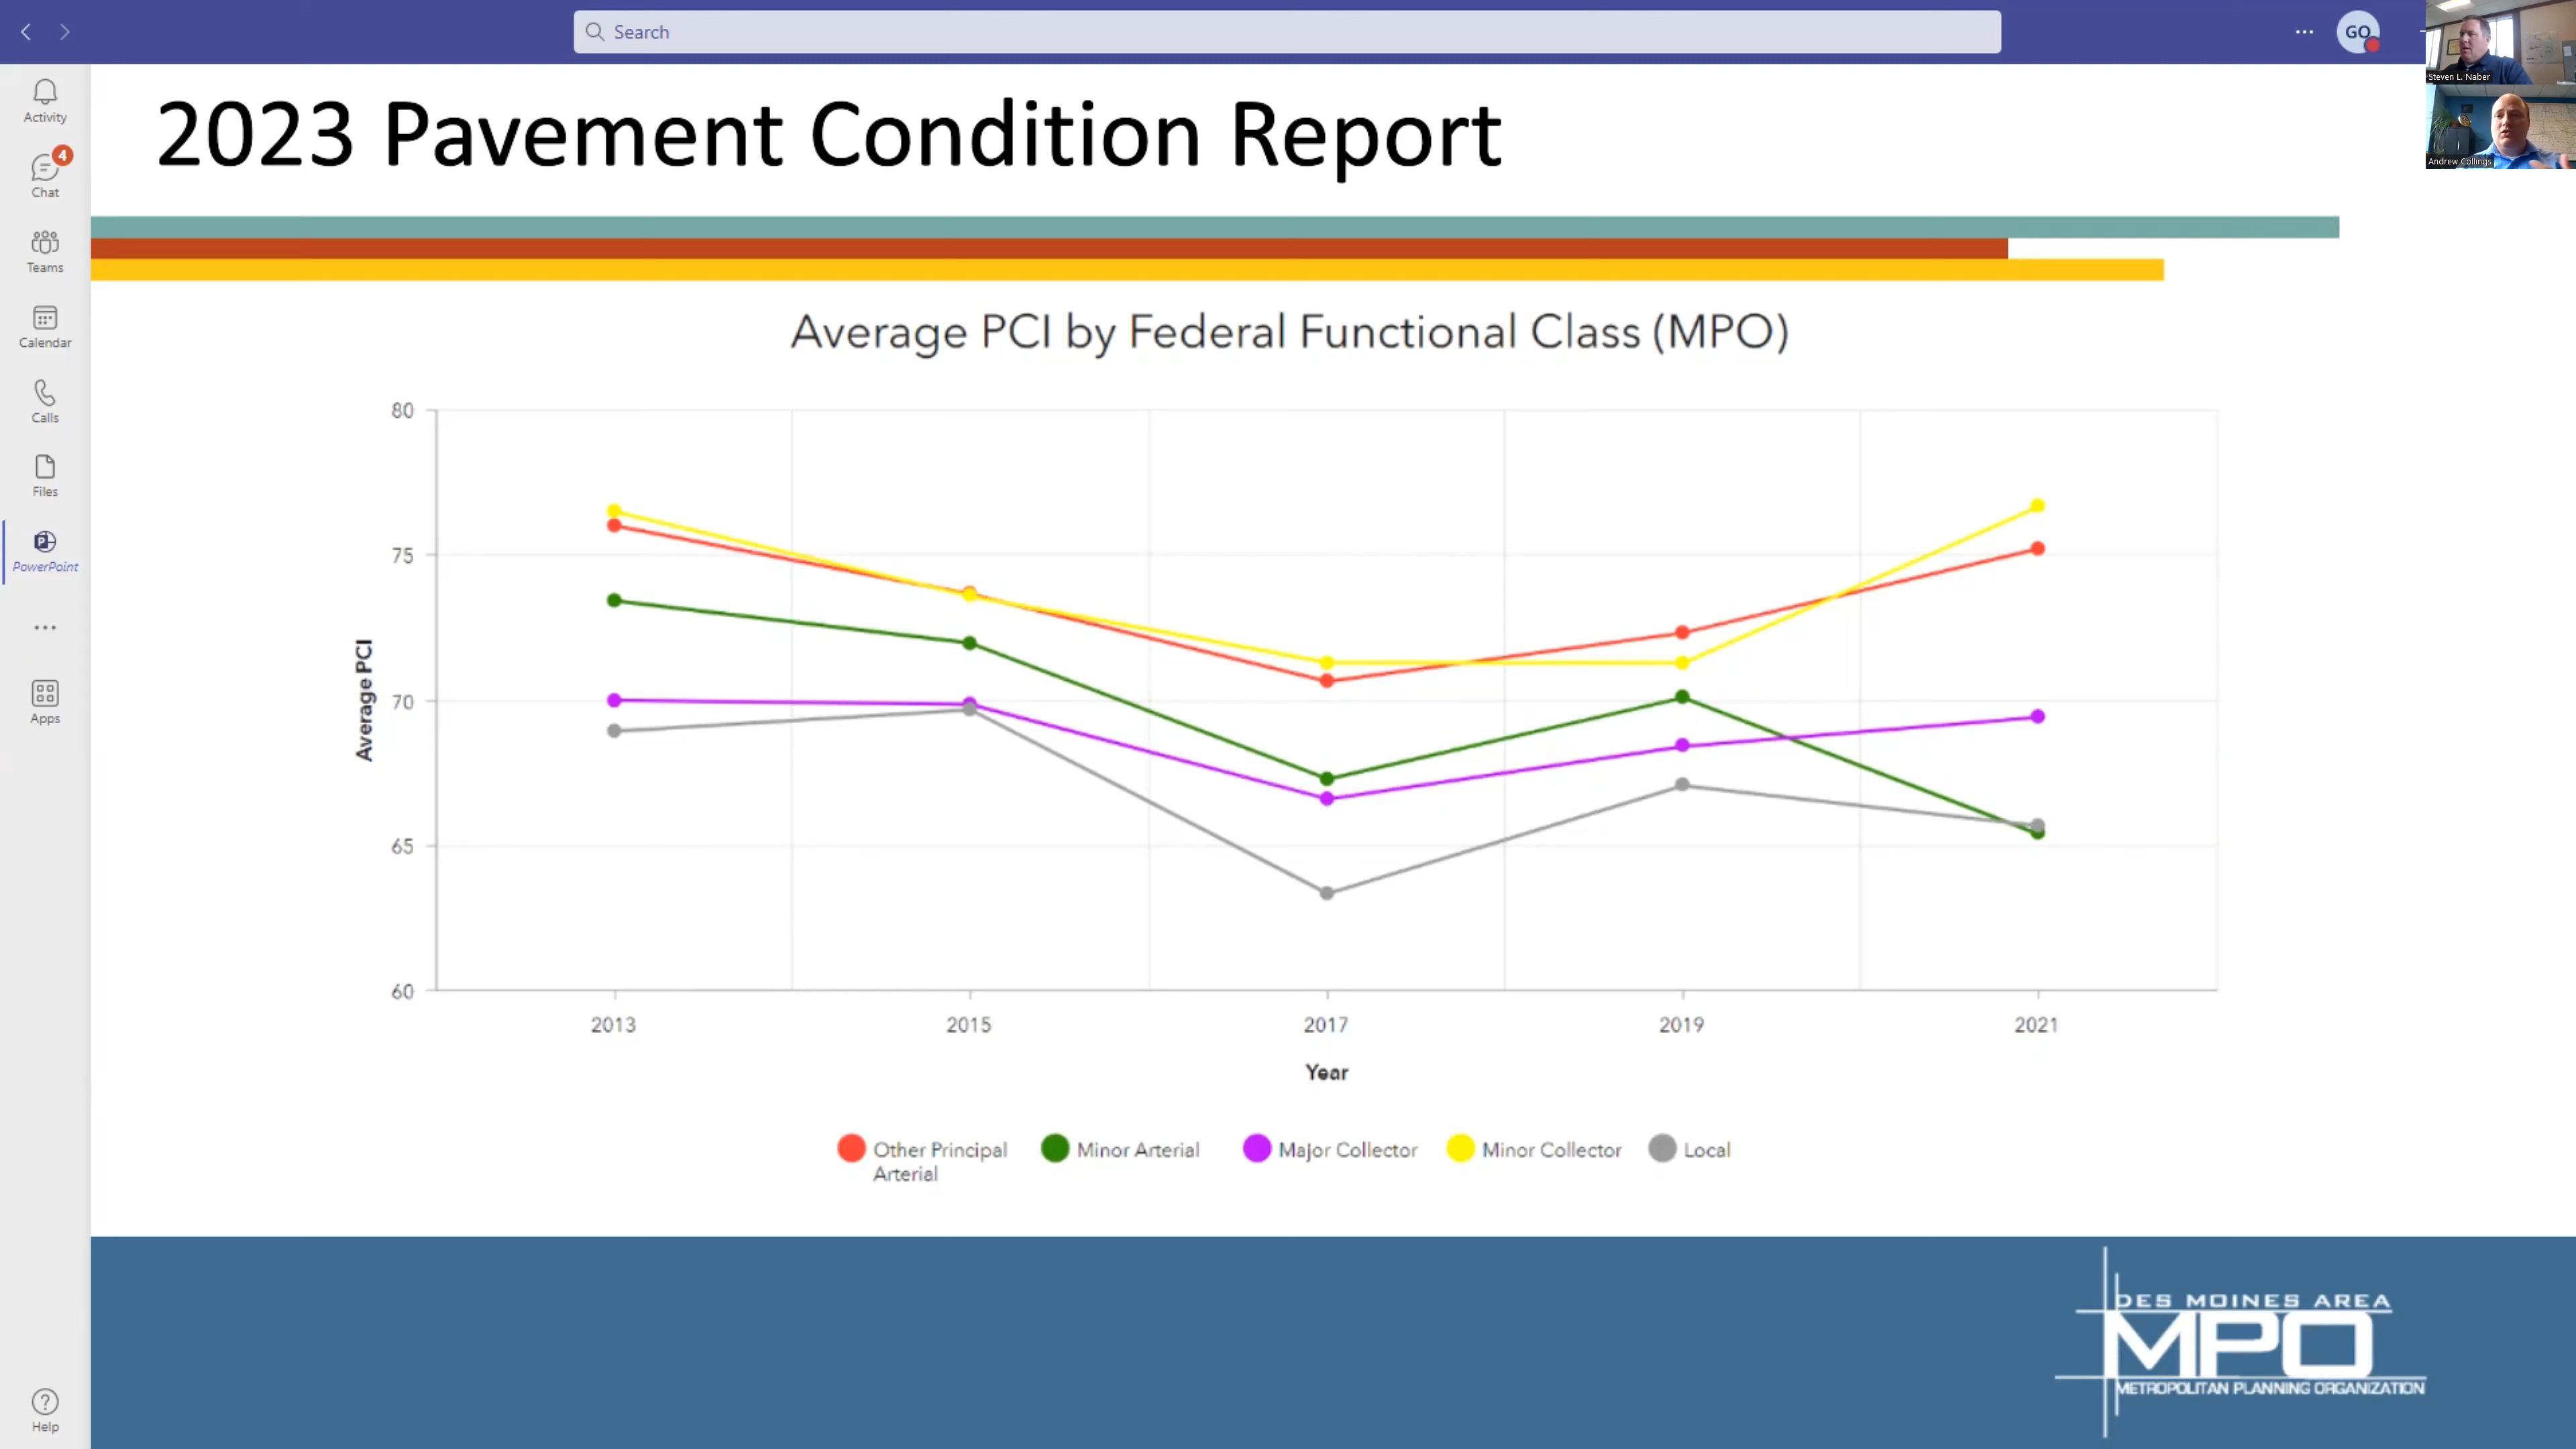 Search
GO
Steven L. Naber
Andrew Collings
Activity
4
Chat
Teams
Calendar
Calls
Files
PowerPoint
Apps
Help
2023 Pavement Condition Report
Average PCI by Federal Functional Class (MPO)
80
75
70
65
60
Average PCI
2013 2015 2017 2019 2021
Year
Other Principal
Arterial
Minor Arterial
Major Collector
Minor Collector
Local
DES MOINES AREA
MPO
METROPOLITAN PLANNING ORGANIZATION